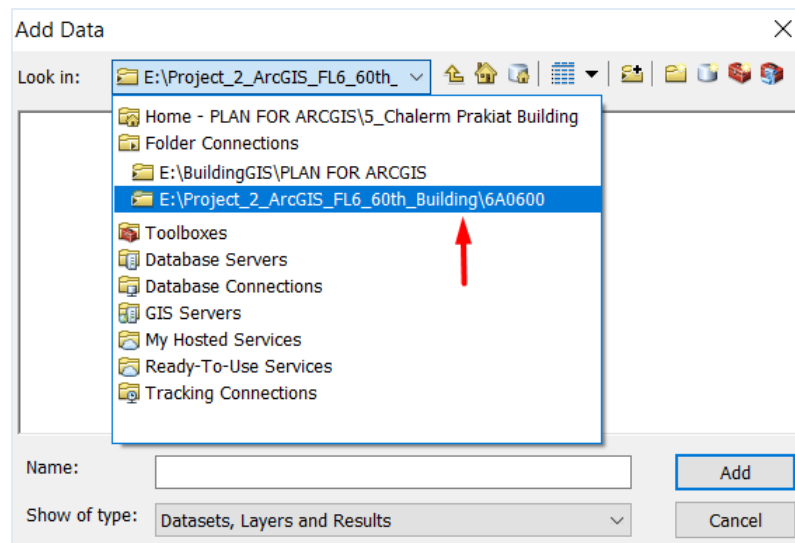 Add Data
Look in: E:\Project_2_ArcGIS_FL6_60th_
Home - PLAN FOR ARCGIS\5_Chalerm Prakiat Building
Folder Connections
E:\BuildingGIS\PLAN FOR ARCGIS
E:\Project_2_ArcGIS_FL6_60th_Building\6A0600
Toolboxes
Database Servers
Database Connections
GIS Servers
My Hosted Services
Ready-To-Use Services
Tracking Connections
Name: Add
Show of type: Datasets, Layers and Results Cancel